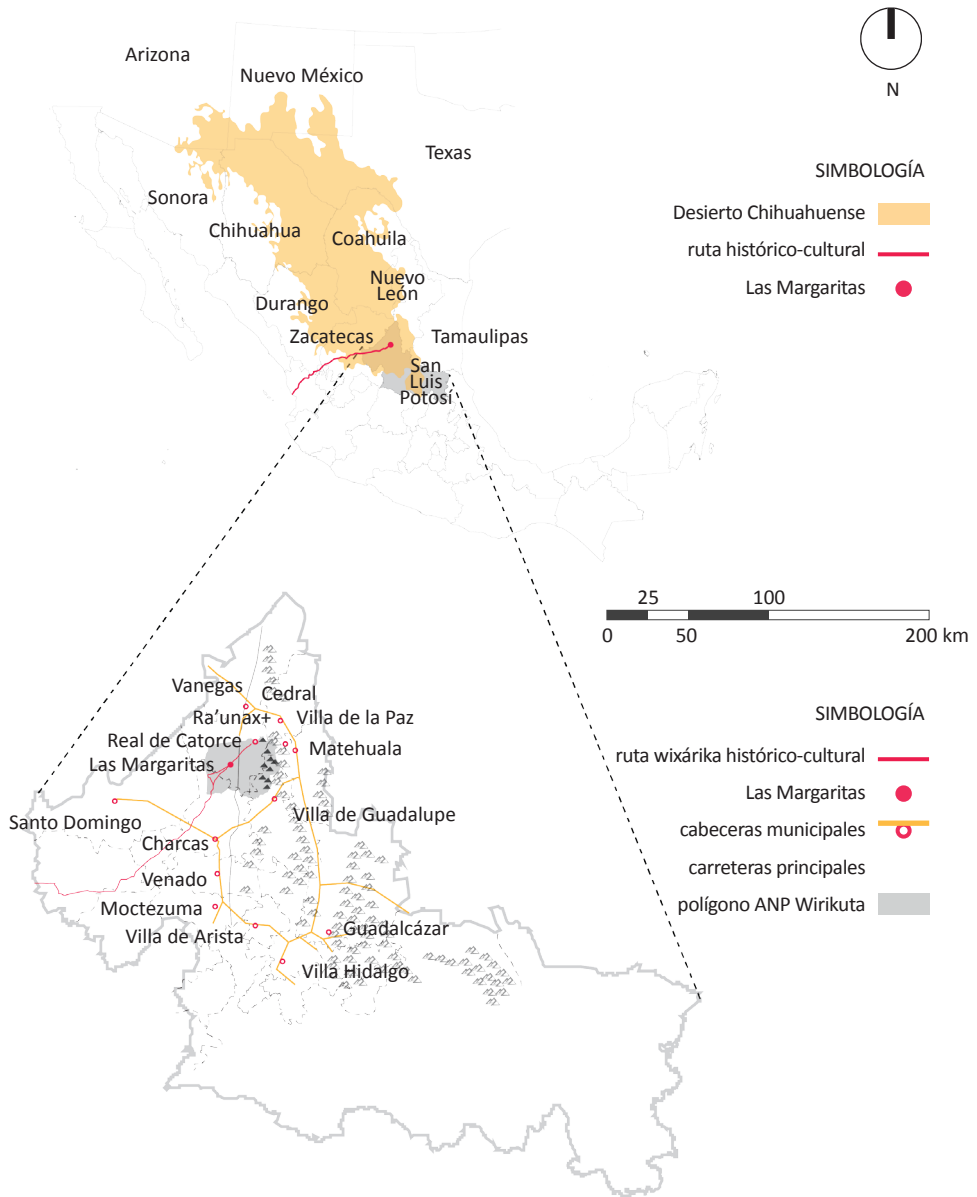 Arizona
Nuevo México
N
Texas
Sonora
Chihuahua
Coahuila
Nuevo
León
Durango
Zacatecas
Tamaulipas
San
Luis
Potosí
SIMBOLOGÍA
Desierto Chihuahuense
ruta histórico-cultural
Las Margaritas
25 100
0 50 200 km
Vanegas
Cedral
Ra'unax+
Villa de la Paz
Real de Catorce
Matehuala
Las Margaritas
Santo Domingo
Villa de Guadalupe
Charcas
Venado
Moctezuma
Villa de Arista
Guadalcázar
Villa Hidalgo
SIMBOLOGÍA
ruta wixárika histórico-cultural
Las Margaritas
cabeceras municipales
carreteras principales
polígono ANP Wirikuta